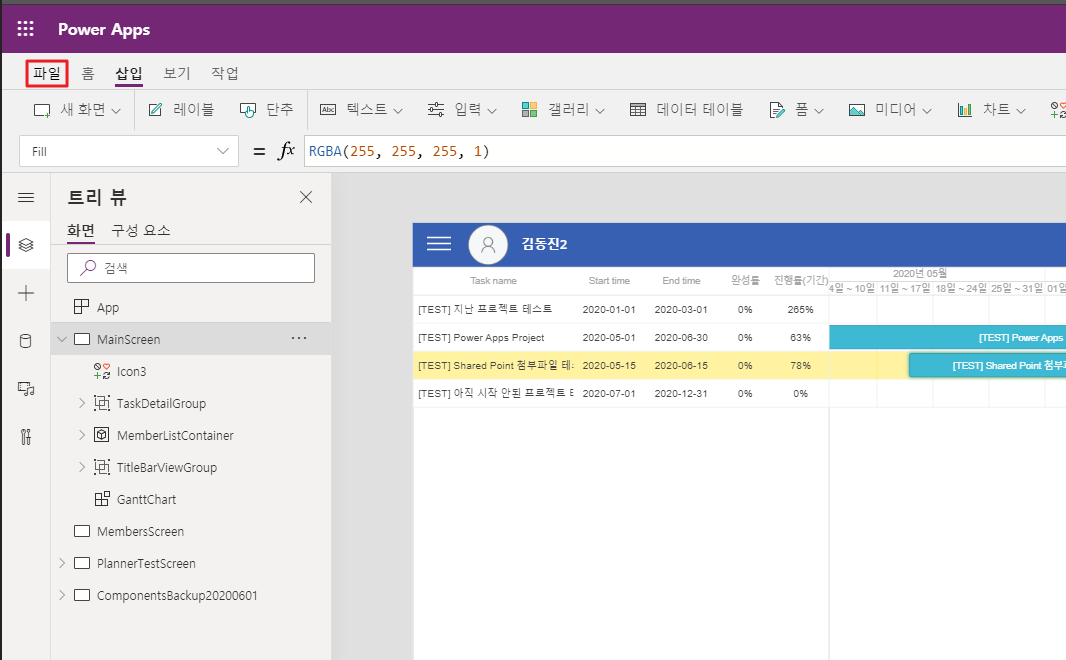 Power Apps
파일 홈 삽입 보기 작업
새 화면 레이블 단추 Abc 텍스트 입력 갤러리 데이터 테이블 폼 미디어 차트
Fill = fx RGBA(255, 255, 255, 1)
트리 뷰
화면 구성 요소
검색
App
MainScreen ...
Icon3
TaskDetailGroup
MemberListContainer
TitleBarViewGroup
GanttChart
MembersScreen
PlannerTestScreen
ComponentsBackup20200601
김동진2
Task name Start time End time 완성률 진행률(기간) 2020년 05월
4일 ~ 10일 11일 ~ 17일 18일 ~ 24일 25일 ~ 31일 01일
[TEST] 지난 프로젝트 테스트 2020-01-01 2020-03-01 0% 265%
[TEST] Power Apps Project 2020-05-01 2020-06-30 0% 63% [TEST] Power Apps
[TEST] Shared Point 첨부파일 테 2020-05-15 2020-06-15 0% 78% [TEST] Shared Point 첨부
[TEST] 아직 시작 안된 프로젝트 2020-07-01 2020-12-31 0% 0%